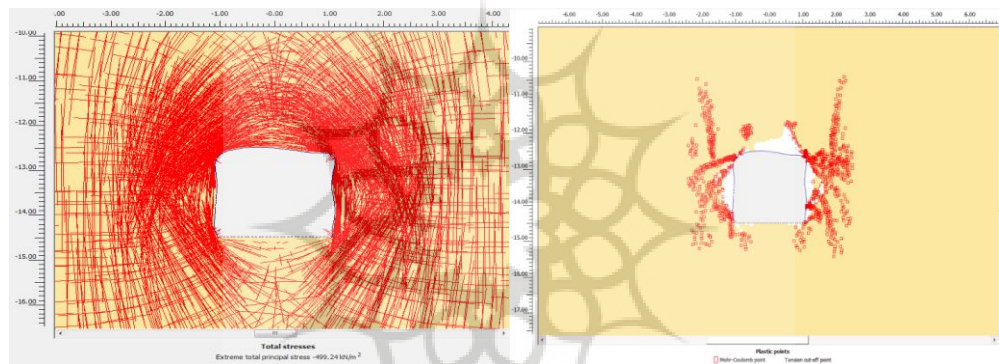 -4.00 -3.00 -2.00 -1.00 0.00 1.00 2.00 3.00 4.00
-10.00
-11.00
-12.00
-13.00
-14.00
-15.00
-16.00
Total stresses
Extreme total principal stress -499.24 kN/m 2
-6.00 -5.00 -4.00 -3.00 -2.00 -1.00 -0.00 1.00 2.00 3.00 4.00 5.00 6.00
-10.00
-11.00
-12.00
-13.00
-14.00
-15.00
-16.00
-17.00
Plastic points
Mohr-Coulomb point Tension cut-off point